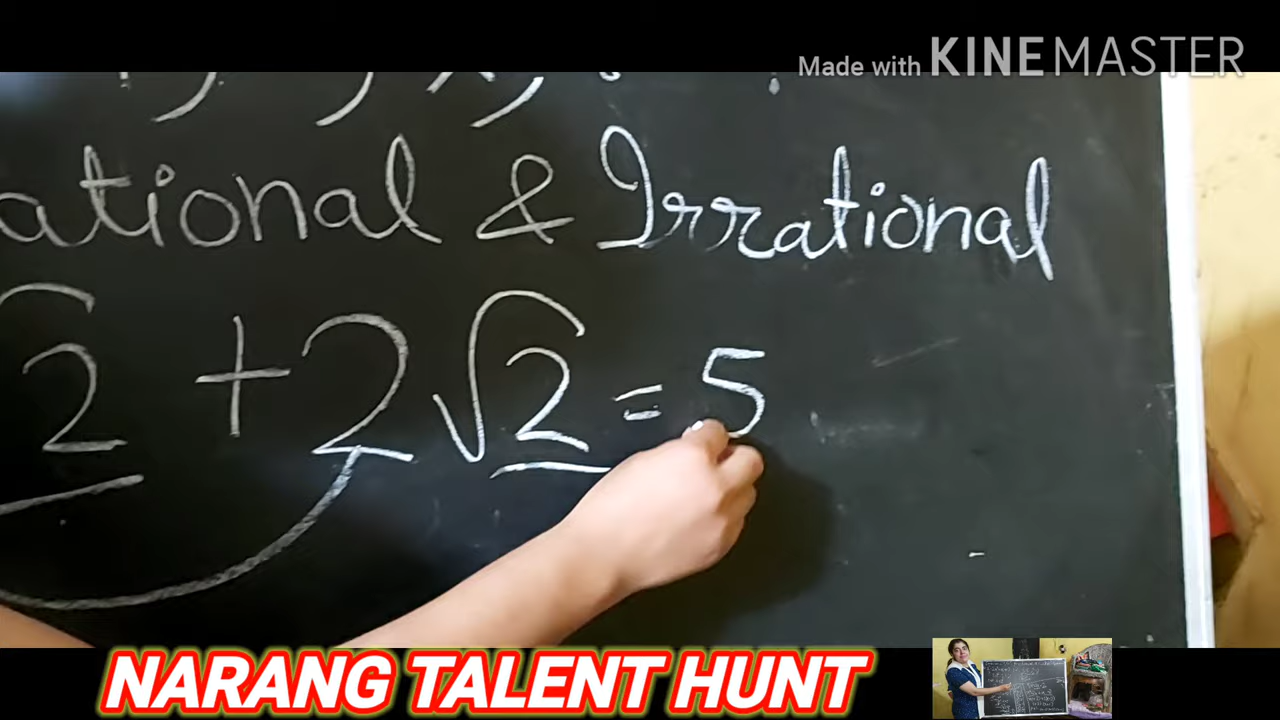 Made with KINEMASTER
ational & Irrational
√2 + 2√2 = 5
NARANG TALENT HUNT